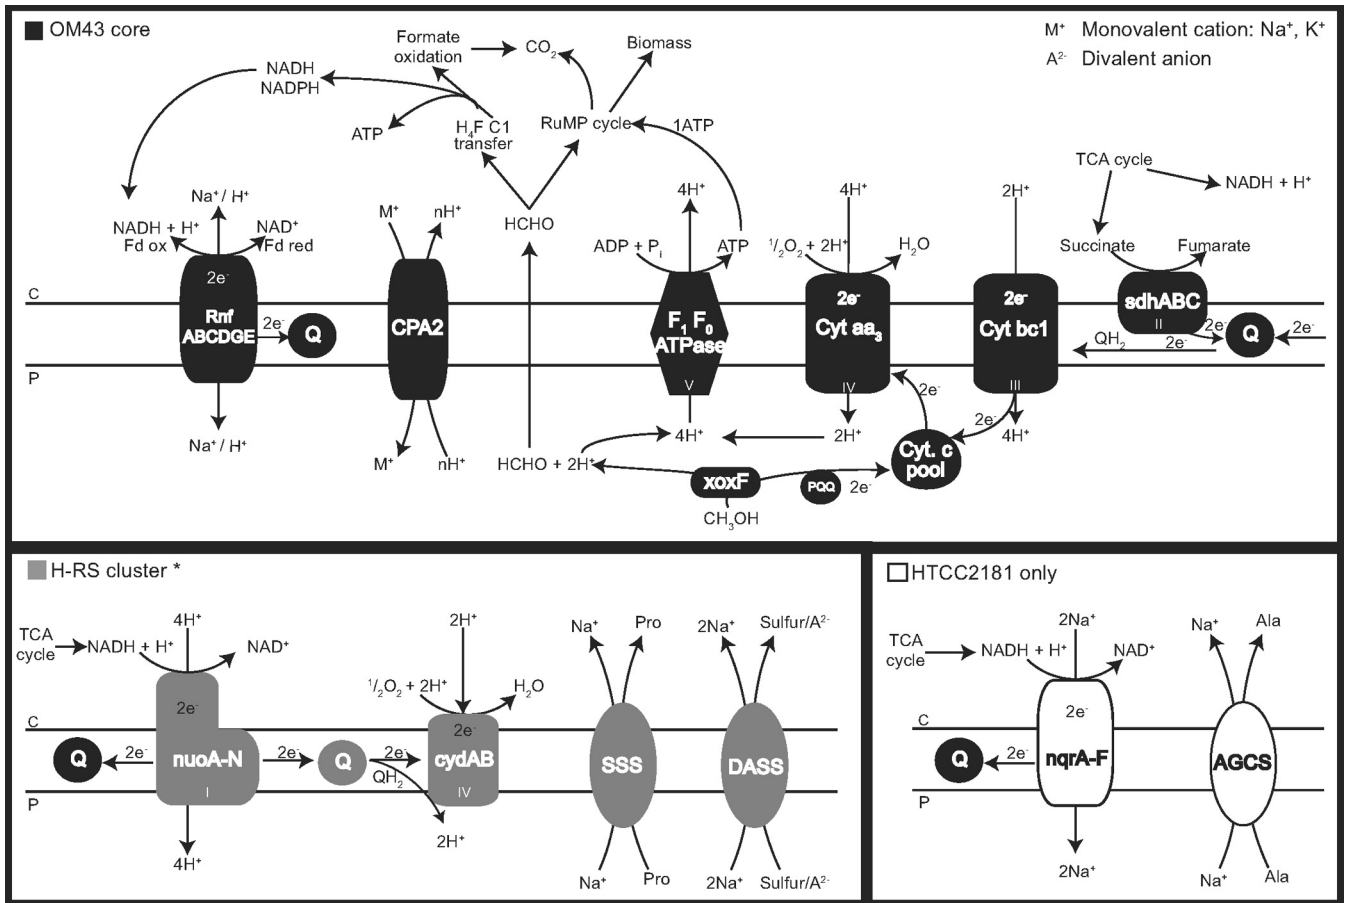 OM43 core
M⁺ Monovalent cation: Na⁺, K⁺
A²⁻ Divalent anion
Formate
oxidation
CO₂
Biomass
NADH
NADPH
ATP
H₄F C1
transfer
RuMP cycle
1ATP
TCA cycle
NADH + H⁺
Na⁺/ H⁺
M⁺
nH⁺
HCHO
4H⁺
4H⁺
2H⁺
NADH + H⁺
Fd ox
NAD⁺
Fd red
ADP + Pᵢ
ATP
¹/₂O₂ + 2H⁺
H₂O
Succinate
Fumarate
2e⁻
2e⁻
2e⁻
C
Rnf
ABCDGE
2e⁻
Q
CPA2
F₁ F₀
ATPase
V
Cyt aa₃
IV
Cyt bc1
III
sdhABC
II
2e⁻
Q
2e⁻
QH₂
2e⁻
P
2e⁻
2e⁻
Na⁺/ H⁺
M⁺
nH⁺
HCHO + 2H⁺
4H⁺
2H⁺
4H⁺
Cyt. c
pool
xoxF
PQQ
2e⁻
CH₃OH
H-RS cluster *
4H⁺
TCA
cycle
NADH + H⁺
NAD⁺
2H⁺
¹/₂O₂ + 2H⁺
H₂O
Na⁺
Pro
2Na⁺
Sulfur/A²⁻
C
2e⁻
2e⁻
Q
2e⁻
nuoA-N
I
2e⁻
Q
2e⁻
QH₂
cydAB
IV
SSS
DASS
P
4H⁺
2H⁺
Na⁺
Pro
2Na⁺
Sulfur/A²⁻
HTCC2181 only
2Na⁺
TCA
cycle
NADH + H⁺
NAD⁺
Na⁺
Ala
C
2e⁻
Q
2e⁻
nqrA-F
AGCS
P
2Na⁺
Na⁺
Ala